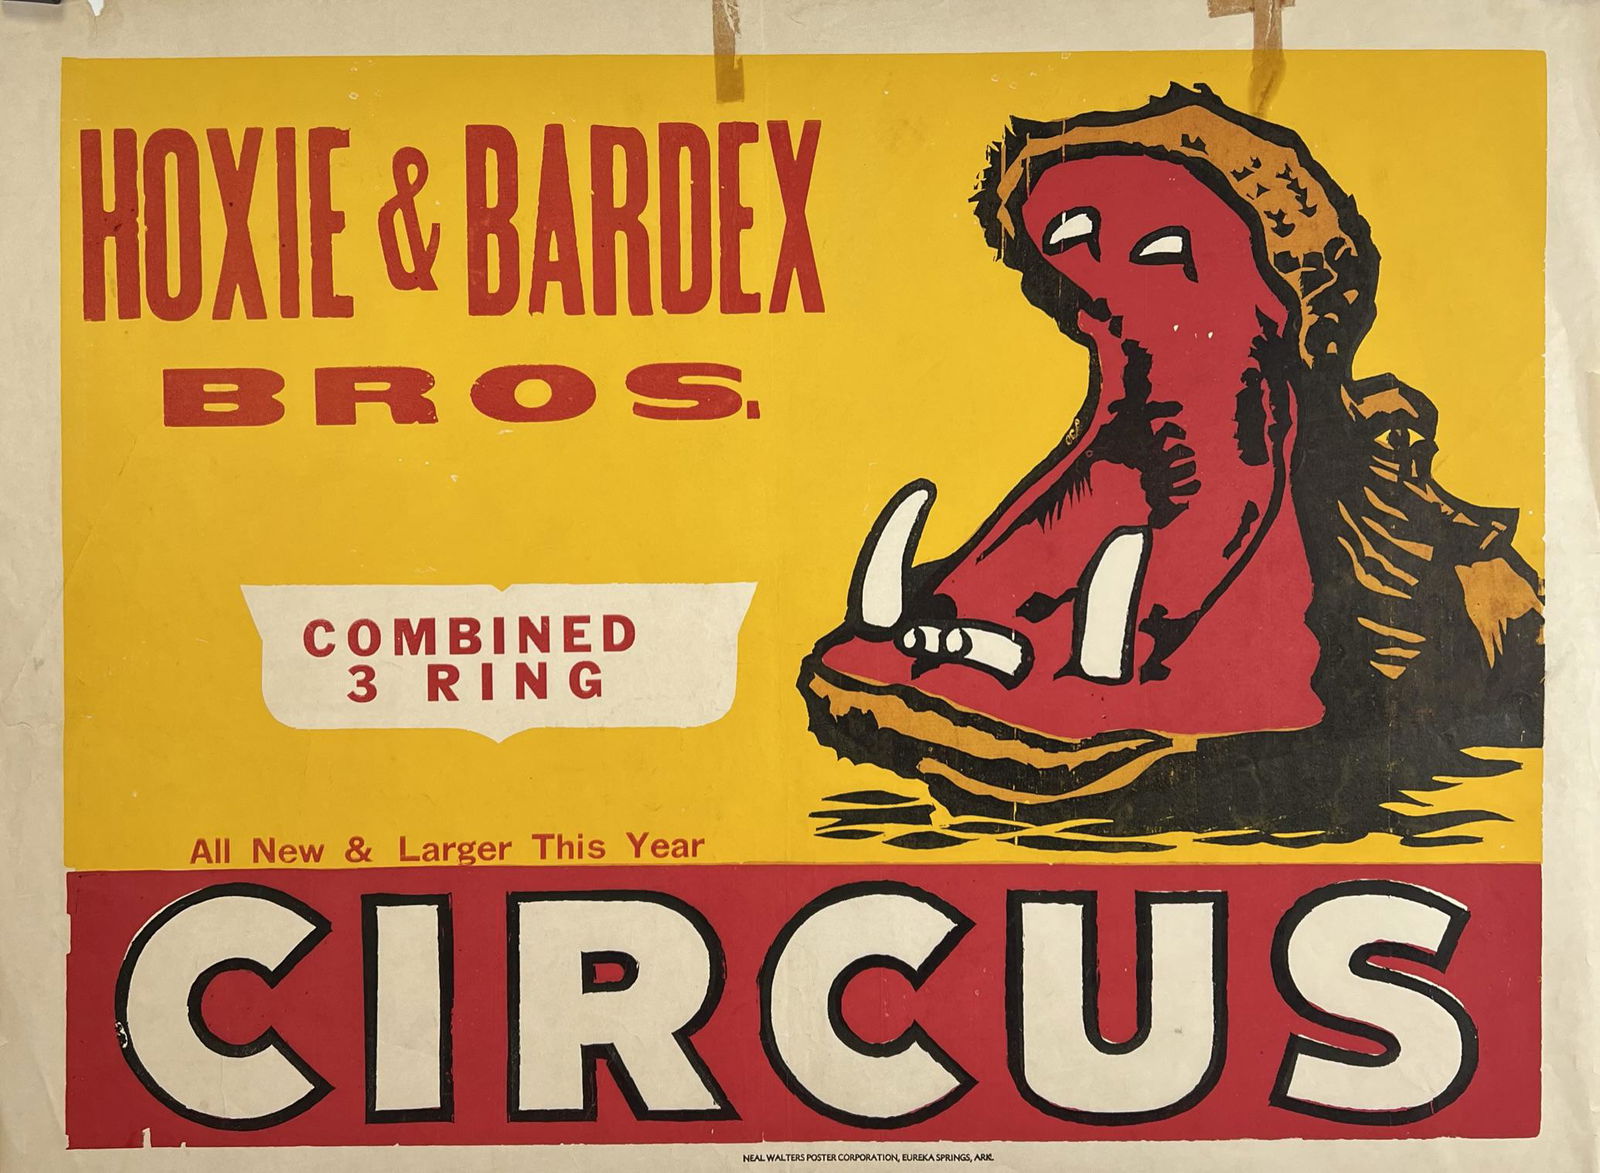 HOXIE & BARDEX
BROS.
COMBINED
3 RING
All New & Larger This Year
CIRCUS
NEAL WALTERS POSTER CORPORATION, EUREKA SPRINGS, ARK.